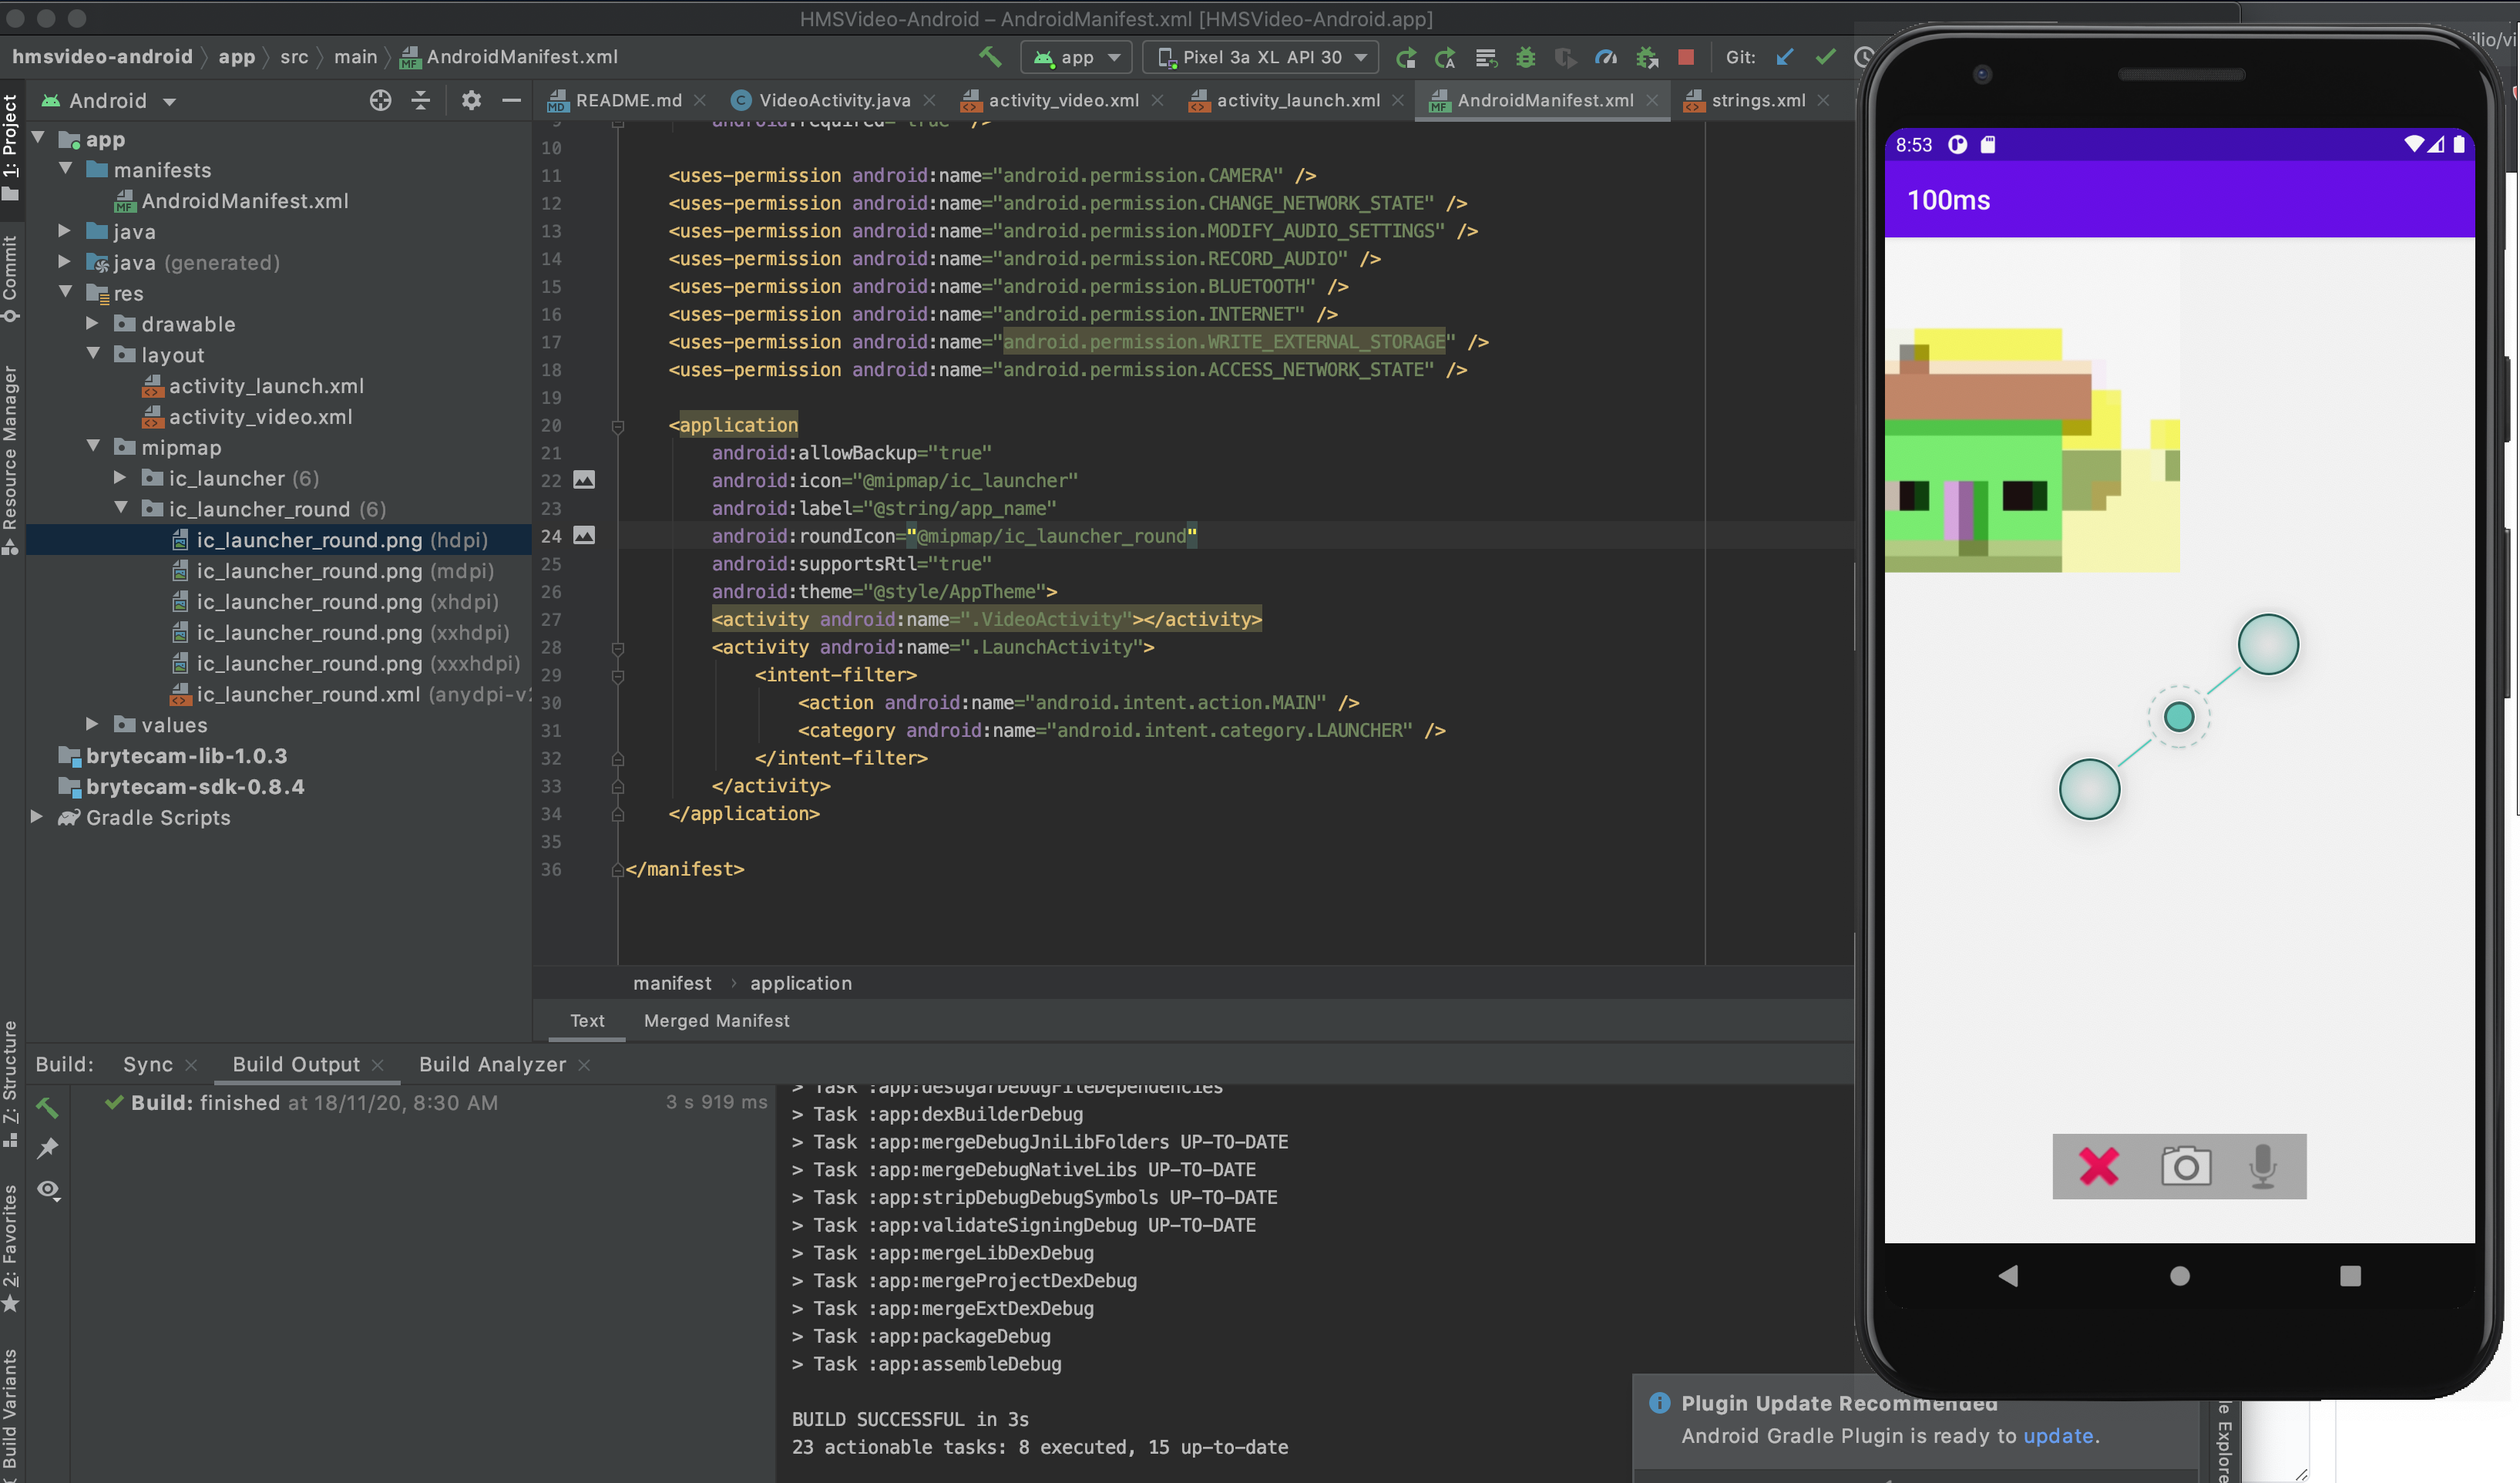 HMSVideo-Android – AndroidManifest.xml [HMSVideo-Android.app]
hmsvideo-android app src main AndroidManifest.xml
app Pixel 3a XL API 30 Git:
Android
README.md VideoActivity.java activity_video.xml activity_launch.xml AndroidManifest.xml strings.xml
1: Project
Commit
Resource Manager
Z: Structure
2: Favorites
Build Variants
app
manifests
AndroidManifest.xml
java
java (generated)
res
drawable
layout
activity_launch.xml
activity_video.xml
mipmap
ic_launcher (6)
ic_launcher_round (6)
ic_launcher_round.png (hdpi)
ic_launcher_round.png (mdpi)
ic_launcher_round.png (xhdpi)
ic_launcher_round.png (xxhdpi)
ic_launcher_round.png (xxxhdpi)
ic_launcher_round.xml (anydpi-v2
values
brytecam-lib-1.0.3
brytecam-sdk-0.8.4
Gradle Scripts
9 android:required="true" />
10
11 <uses-permission android:name="android.permission.CAMERA" />
12 <uses-permission android:name="android.permission.CHANGE_NETWORK_STATE" />
13 <uses-permission android:name="android.permission.MODIFY_AUDIO_SETTINGS" />
14 <uses-permission android:name="android.permission.RECORD_AUDIO" />
15 <uses-permission android:name="android.permission.BLUETOOTH" />
16 <uses-permission android:name="android.permission.INTERNET" />
17 <uses-permission android:name="android.permission.WRITE_EXTERNAL_STORAGE" />
18 <uses-permission android:name="android.permission.ACCESS_NETWORK_STATE" />
19
20 <application
21 android:allowBackup="true"
22 android:icon="@mipmap/ic_launcher"
23 android:label="@string/app_name"
24 android:roundIcon="@mipmap/ic_launcher_round"
25 android:supportsRtl="true"
26 android:theme="@style/AppTheme">
27 <activity android:name=".VideoActivity"></activity>
28 <activity android:name=".LaunchActivity">
29 <intent-filter>
30 <action android:name="android.intent.action.MAIN" />
31 <category android:name="android.intent.category.LAUNCHER" />
32 </intent-filter>
33 </activity>
34 </application>
35
36 </manifest>
manifest application
Text Merged Manifest
Build: Sync Build Output Build Analyzer
Build: finished at 18/11/20, 8:30 AM 3 s 919 ms
> Task :app:desugarDebugFileDependencies
> Task :app:dexBuilderDebug
> Task :app:mergeDebugJniLibFolders UP-TO-DATE
> Task :app:mergeDebugNativeLibs UP-TO-DATE
> Task :app:stripDebugDebugSymbols UP-TO-DATE
> Task :app:validateSigningDebug UP-TO-DATE
> Task :app:mergeLibDexDebug
> Task :app:mergeProjectDexDebug
> Task :app:mergeExtDexDebug
> Task :app:packageDebug
> Task :app:assembleDebug
BUILD SUCCESSFUL in 3s
23 actionable tasks: 8 executed, 15 up-to-date
Plugin Update Recommended
Android Gradle Plugin is ready to update.
8:53
100ms